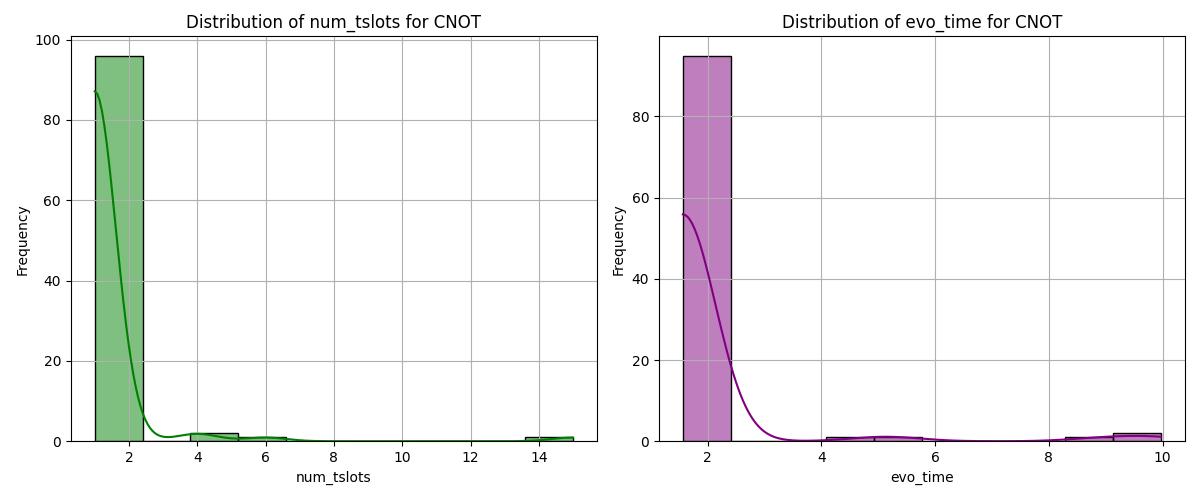 Distribution of num_tslots for CNOT
100
80
60
40
20
0
Frequency
2 4 6 8 10 12 14
num_tslots
Distribution of evo_time for CNOT
80
60
40
20
0
Frequency
2 4 6 8 10
evo_time